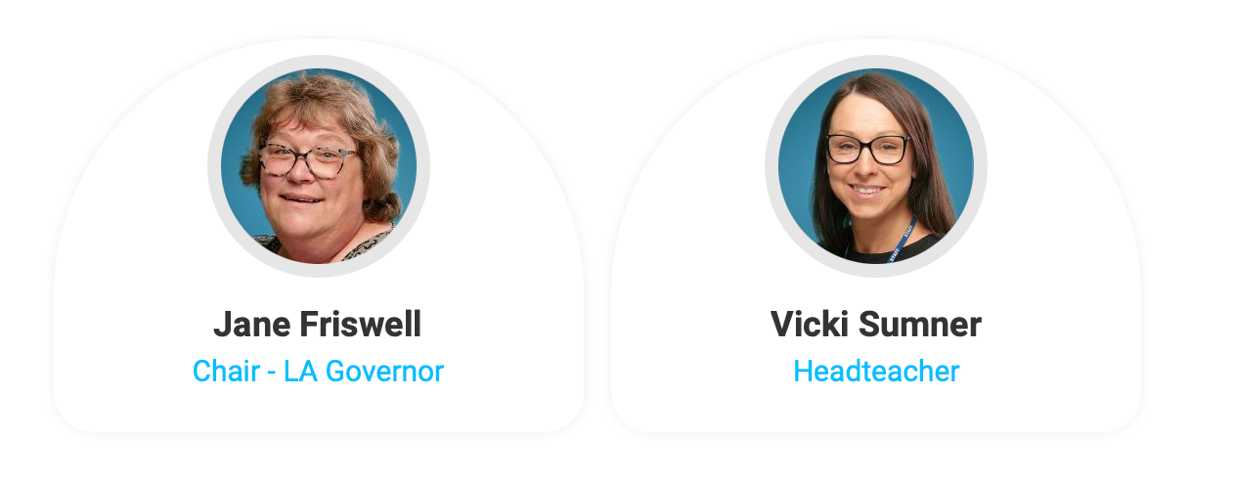 Jane Friswell
Chair - LA Governor
Vicki Sumner
Headteacher